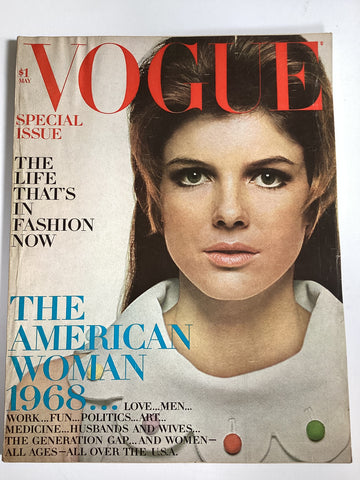 VOGUE
$1
MAY
SPECIAL
ISSUE
THE
LIFE
THAT'S
IN
FASHION
NOW
THE
AMERICAN
WOMAN
1968... LOVE...MEN...
WORK...FUN...POLITICS...ART...
MEDICINE...HUSBANDS AND WIVES...
THE GENERATION GAP...AND WOMEN—
ALL AGES—ALL OVER THE U.S.A.